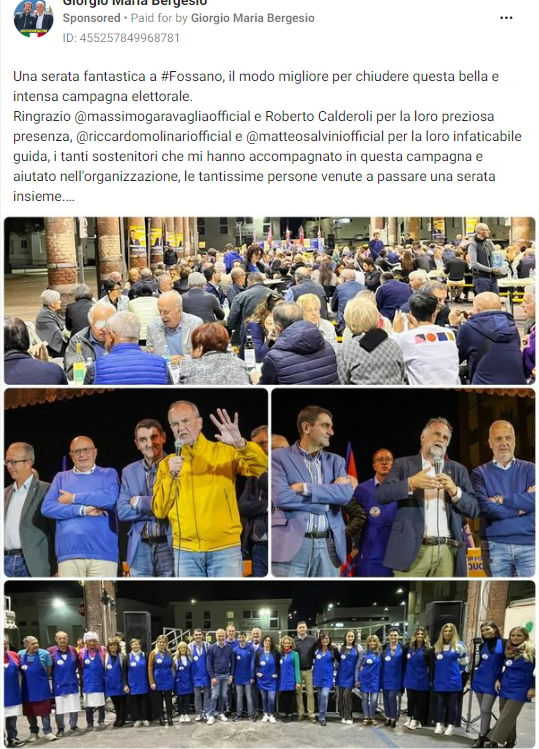 Giorgio Maria Bergesio
Sponsored • Paid for by Giorgio Maria Bergesio
ID: 455257849968781
Una serata fantastica a #Fossano, il modo migliore per chiudere questa bella e
intensa campagna elettorale.
Ringrazio @massimogaravagliaofficial e Roberto Calderoli per la loro preziosa
presenza, @riccardomolinariofficial e @matteosalviniofficial per la loro infaticabile
guida, i tanti sostenitori che mi hanno accompagnato in questa campagna e
aiutato nell'organizzazione, le tantissime persone venute a passare una serata
insieme....